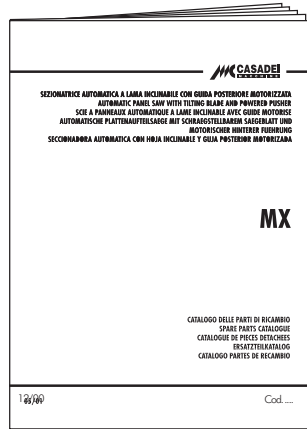 CASADEI
SEZIONATRICE AUTOMATICA A LAMA INCLINABILE CON GUIDA POSTERIORE MOTORIZZATA
AUTOMATIC PANEL SAW WITH TILTING BLADE AND POWERED PUSHER
SCIE A PANNEAUX AUTOMATIQUE A LAME INCLINABLE AVEC GUIDE MOTORISE
AUTOMATISCHE PLATTENAUFTEILSAEGE MIT SCHRAEGSTELLBAREM SAEGEBLATT UND
MOTORISCHER HINTERER FUEHRUNG
SECCIONADORA AUTOMATICA CON HOJA INCLINABLE Y GUJA POSTERIOR MOTORIZADA
MX
CATALOGO DELLE PARTI DI RICAMBIO
SPARE PARTS CATALOGUE
CATALOGUE DE PIECES DETACHEES
ERSATZTEILKATALOG
CATALOGO PARTES DE RECAMBIO
Cod. ....